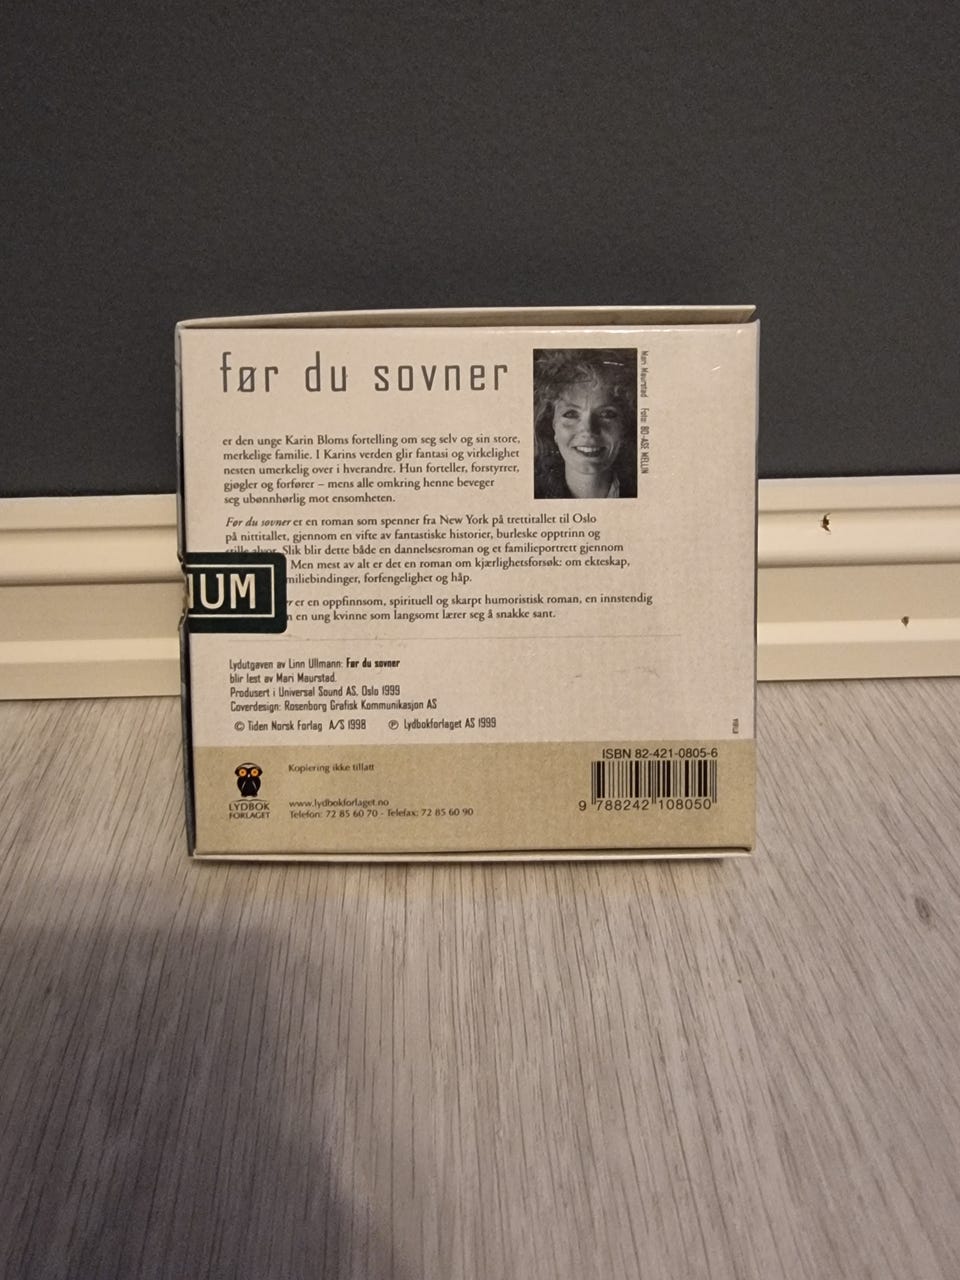 før du sovner
Mari Maurstad Foto: BO-AGE MELLIN
er den unge Karin Bloms fortelling om seg selv og sin store,
merkelige familie. I Karins verden glir fantasi og virkelighet
nesten umerkelig over i hverandre. Hun forteller, forstyrrer,
gjøgler og forfører – mens alle omkring henne beveger
seg ubønnhørlig mot ensomheten.
Før du sovner er en roman som spenner fra New York på trettitallet til Oslo
på nittitallet, gjennom en vifte av fantastiske historier, burleske opptrinn og
stille alvor. Slik blir dette både en dannelsesroman og et familieportrett gjennom
Men mest av alt er det en roman om kjærlighetsforsøk: om ekteskap,
miliebindinger, forfengelighet og håp.
NUM
r er en oppfinnsom, spirituell og skarpt humoristisk roman, en innstendig
n en ung kvinne som langsomt lærer seg å snakke sant.
Lydutgaven av Linn Ullmann: Før du sovner
blir lest av Mari Maurstad.
Produsert i Universal Sound AS, Oslo 1999
Coverdesign: Rosenborg Grafisk Kommunikasjon AS
© Tiden Norsk Forlag A/S 1998 ℗ Lydbokforlaget AS 1999
LYDBOK
FORLAGET
Kopiering ikke tillatt
www.lydbokforlaget.no
Telefon: 72 85 60 70 - Telefax: 72 85 60 90
ISBN 82-421-0805-6
9 788242 108050